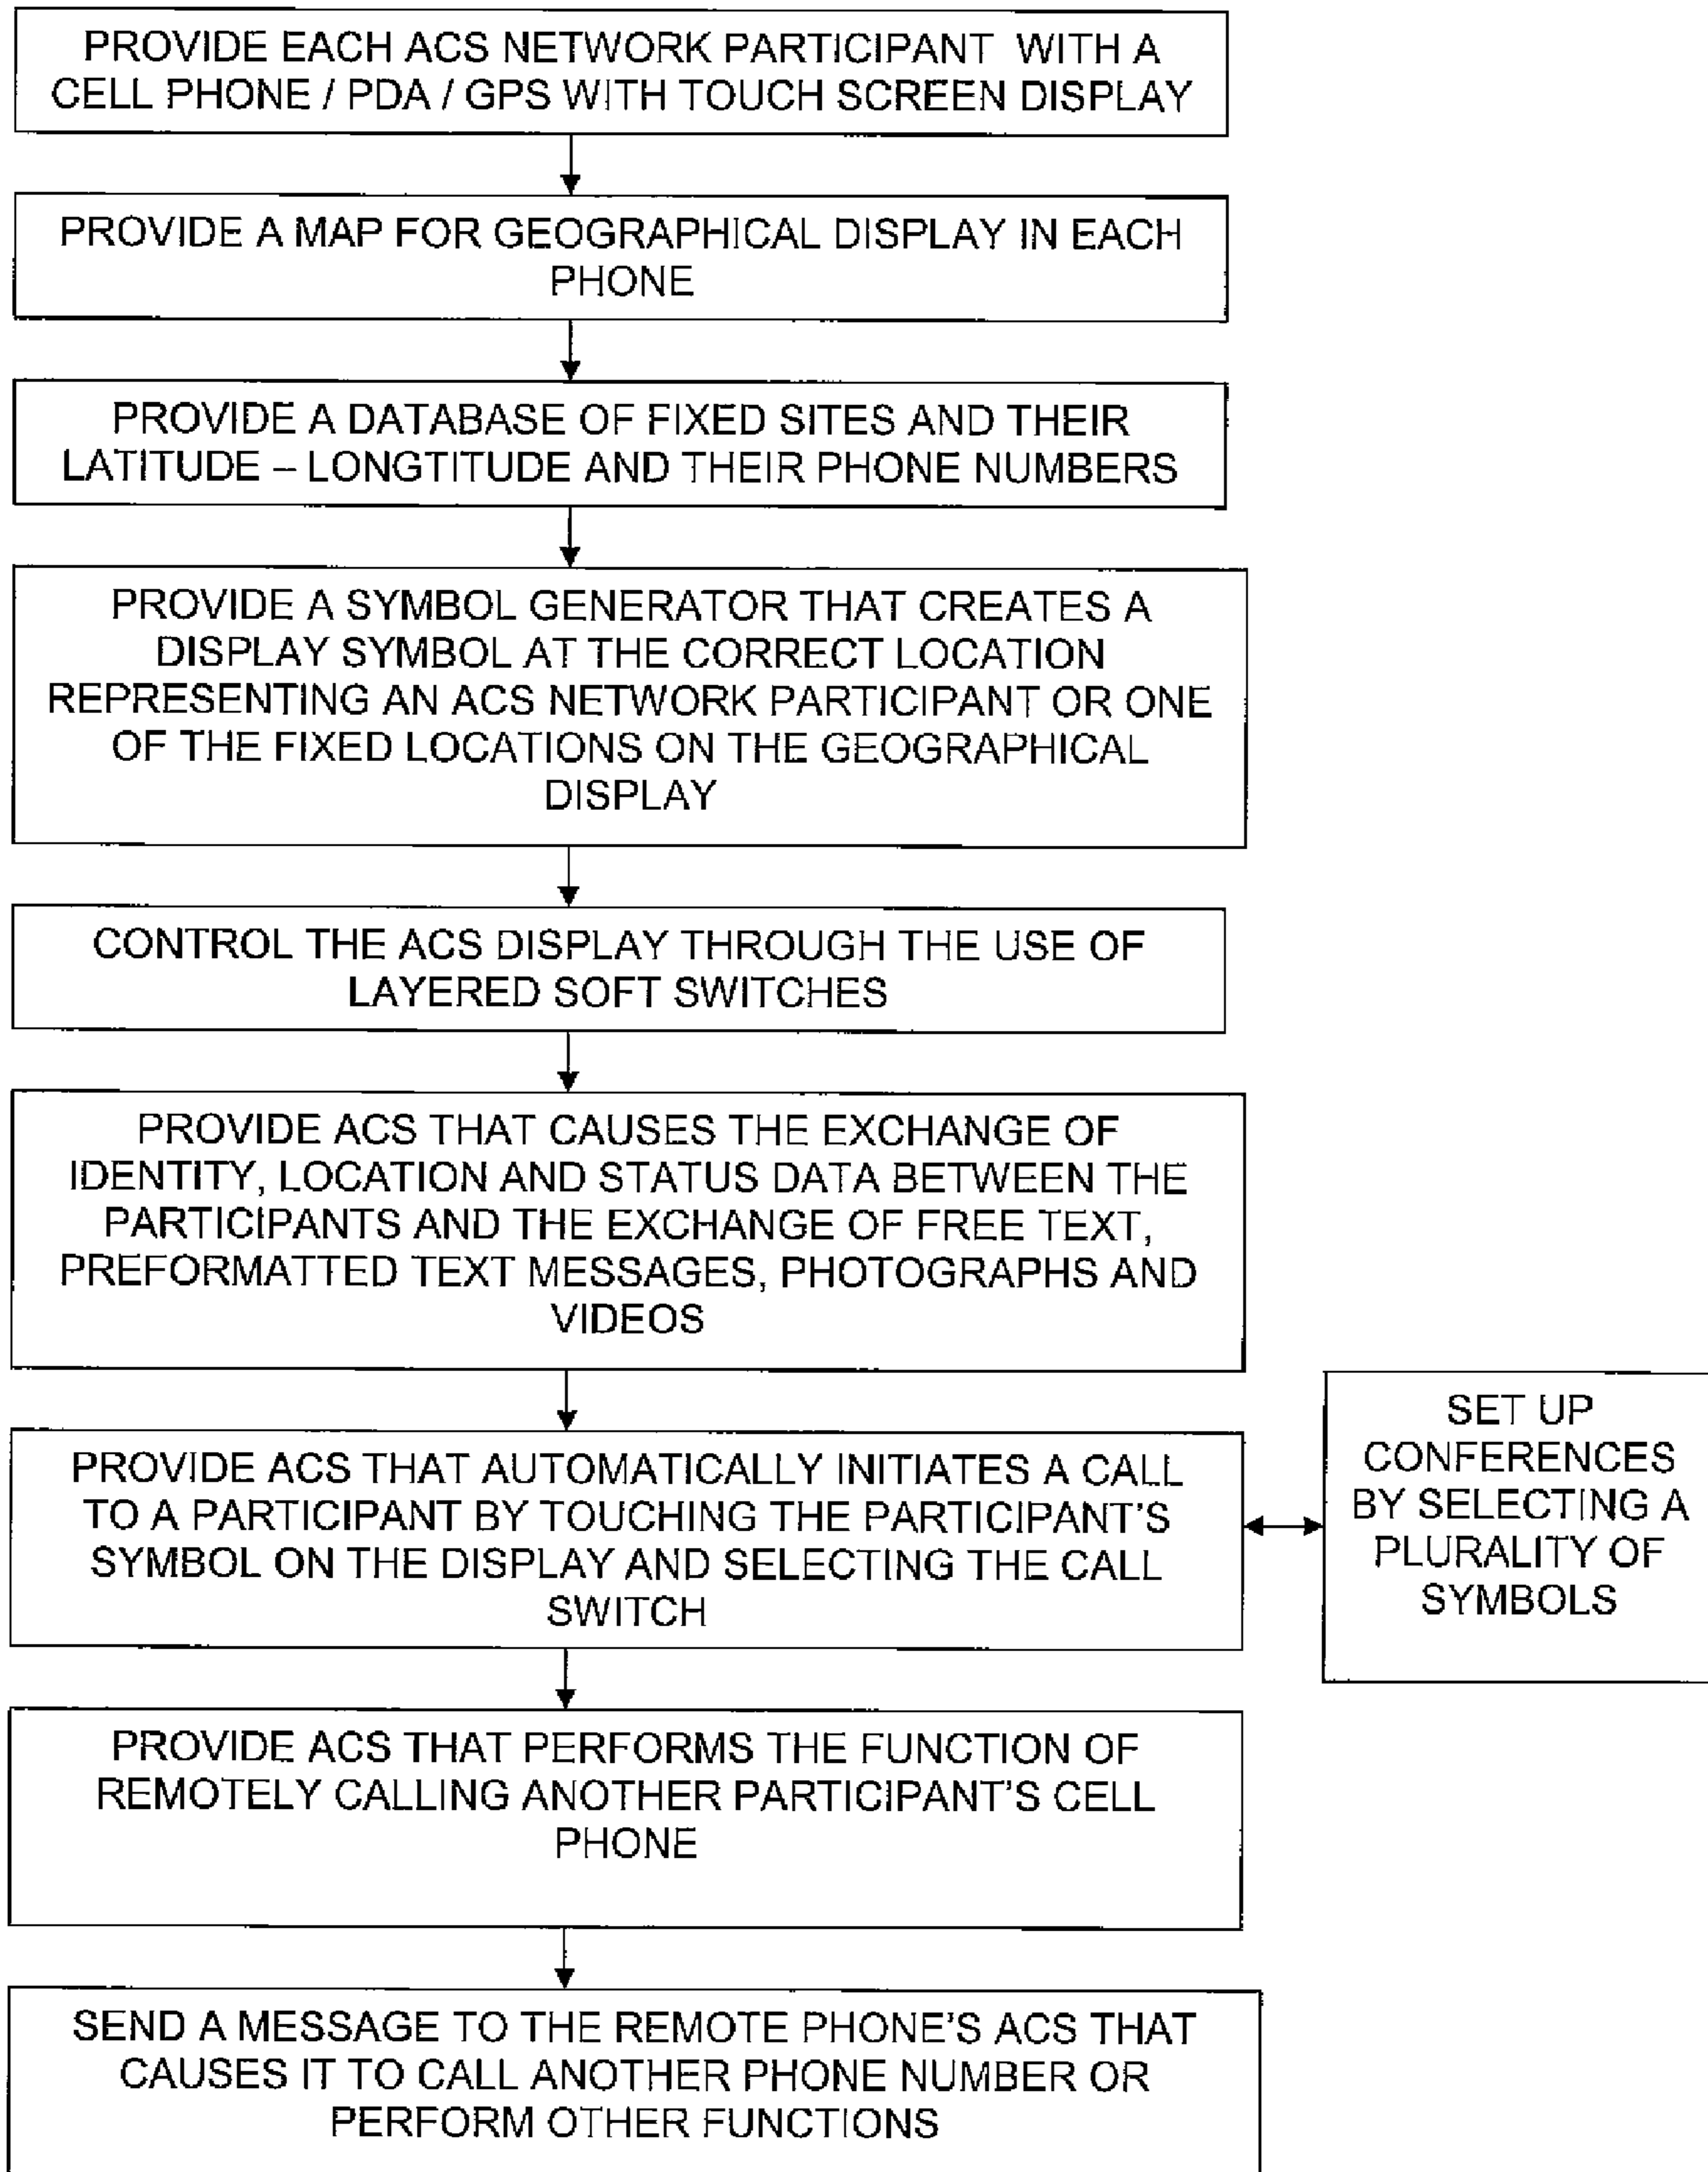 PROVIDE EACH ACS NETWORK PARTICIPANT WITH A
CELL PHONE / PDA / GPS WITH TOUCH SCREEN DISPLAY
PROVIDE A MAP FOR GEOGRAPHICAL DISPLAY IN EACH
PHONE
PROVIDE A DATABASE OF FIXED SITES AND THEIR
LATITUDE – LONGTITUDE AND THEIR PHONE NUMBERS
PROVIDE A SYMBOL GENERATOR THAT CREATES A
DISPLAY SYMBOL AT THE CORRECT LOCATION
REPRESENTING AN ACS NETWORK PARTICIPANT OR ONE
OF THE FIXED LOCATIONS ON THE GEOGRAPHICAL
DISPLAY
CONTROL THE ACS DISPLAY THROUGH THE USE OF
LAYERED SOFT SWITCHES
PROVIDE ACS THAT CAUSES THE EXCHANGE OF
IDENTITY, LOCATION AND STATUS DATA BETWEEN THE
PARTICIPANTS AND THE EXCHANGE OF FREE TEXT,
PREFORMATTED TEXT MESSAGES, PHOTOGRAPHS AND
VIDEOS
PROVIDE ACS THAT AUTOMATICALLY INITIATES A CALL
TO A PARTICIPANT BY TOUCHING THE PARTICIPANT'S
SYMBOL ON THE DISPLAY AND SELECTING THE CALL
SWITCH
SET UP
CONFERENCES
BY SELECTING A
PLURALITY OF
SYMBOLS
PROVIDE ACS THAT PERFORMS THE FUNCTION OF
REMOTELY CALLING ANOTHER PARTICIPANT'S CELL
PHONE
SEND A MESSAGE TO THE REMOTE PHONE'S ACS THAT
CAUSES IT TO CALL ANOTHER PHONE NUMBER OR
PERFORM OTHER FUNCTIONS